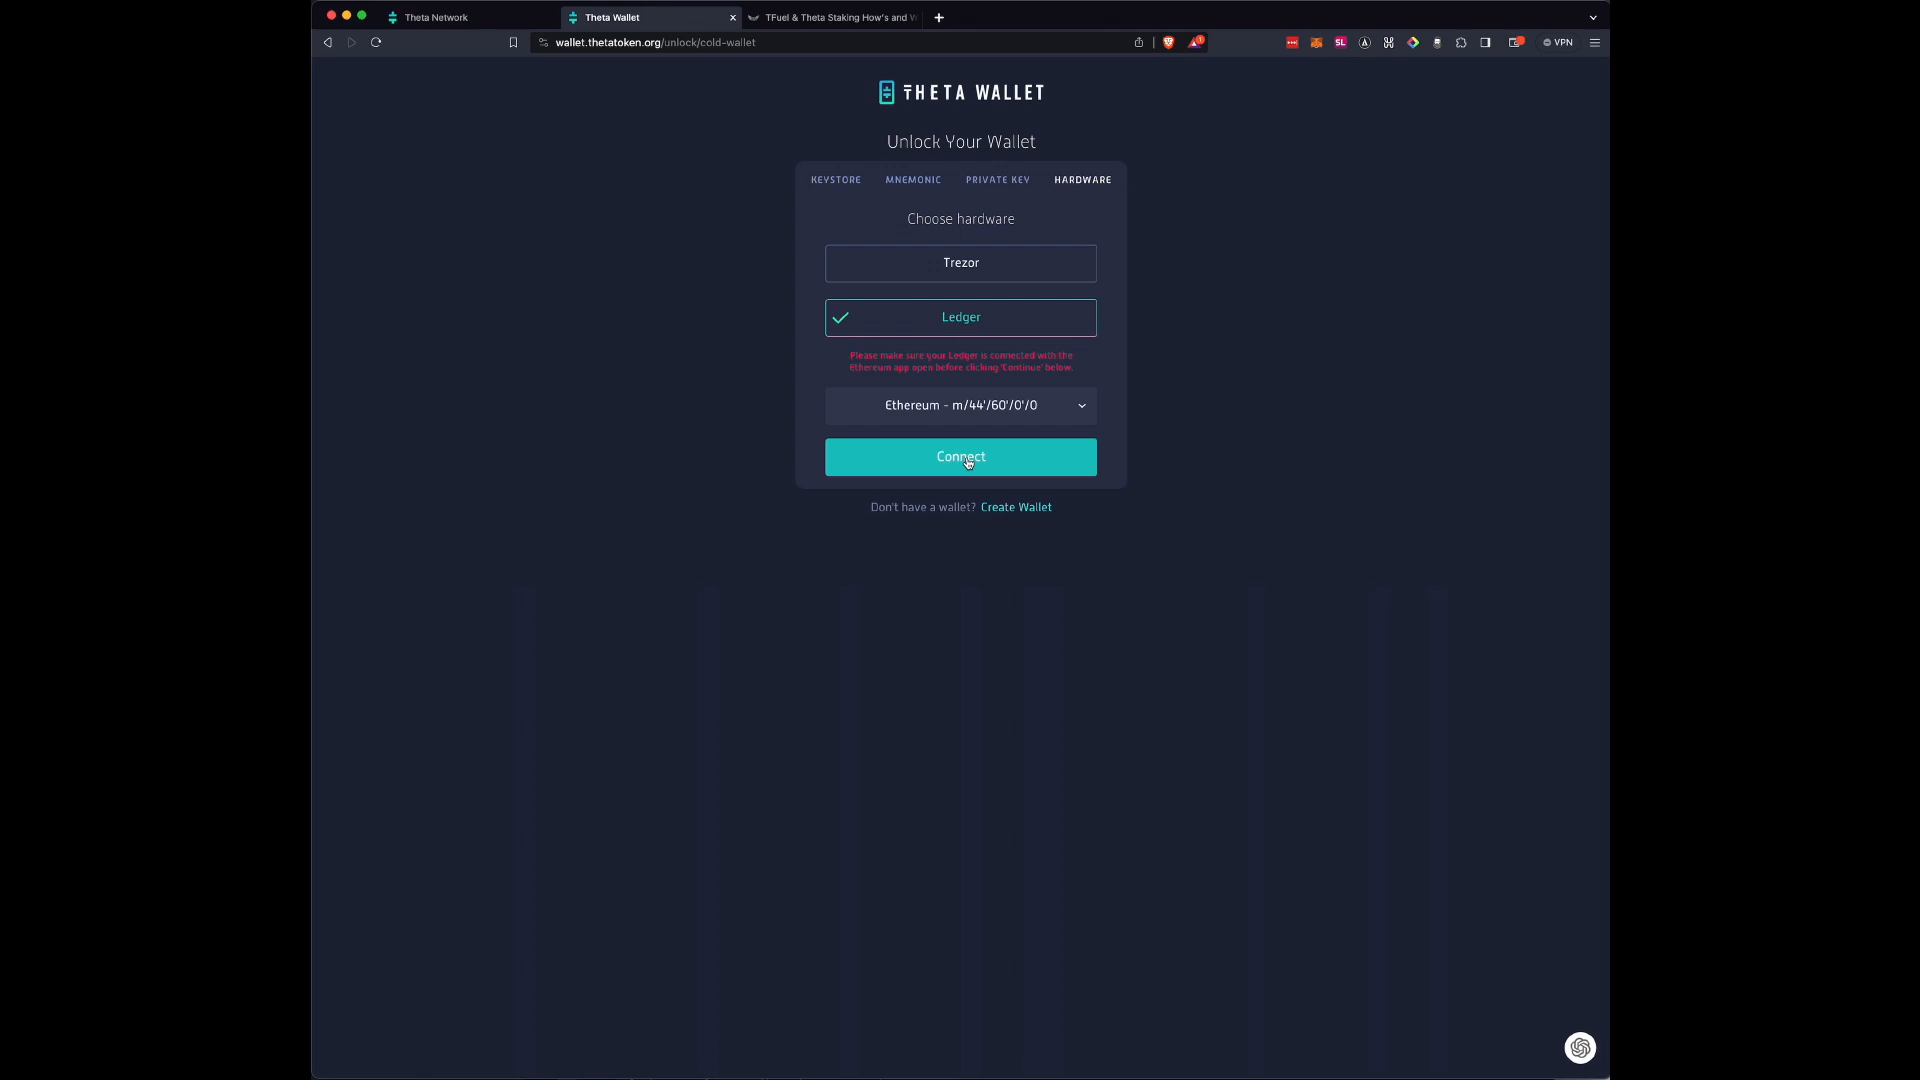 Theta Network
Theta Wallet
TFuel & Theta Staking How's and W
wallet.thetatoken.org/unlock/cold-wallet
1
SL
VPN
THETA WALLET
Unlock Your Wallet
KEYSTORE MNEMONIC PRIVATE KEY HARDWARE
Choose hardware
Trezor
Ledger
Please make sure your Ledger is connected with the
Ethereum app open before clicking 'Continue' below.
Ethereum - m/44'/60'/0'/0
Connect
Don't have a wallet? Create Wallet